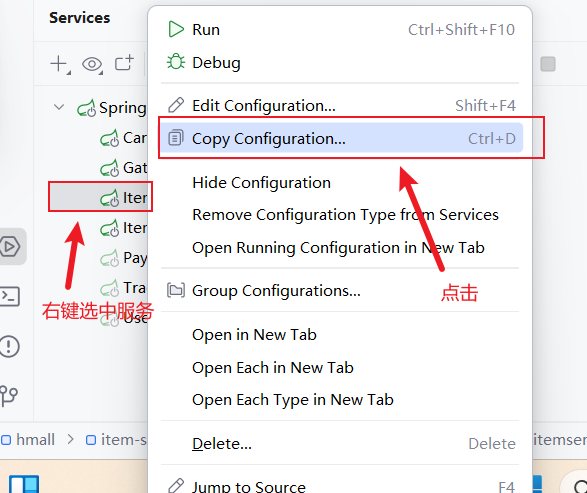 Services
Run Ctrl+Shift+F10
Debug
Edit Configuration... Shift+F4
Copy Configuration... Ctrl+D
Hide Configuration
Remove Configuration Type from Services
Open Running Configuration in New Tab
Group Configurations...
Open in New Tab
Open Each in New Tab
Open Each Type in New Tab
Delete... Delete
Jump to Source F4
Spring
Car
Gat
Iter
Iter
Pay
Tra
Use
右键选中服务
点击
hmall
item-s
itemser